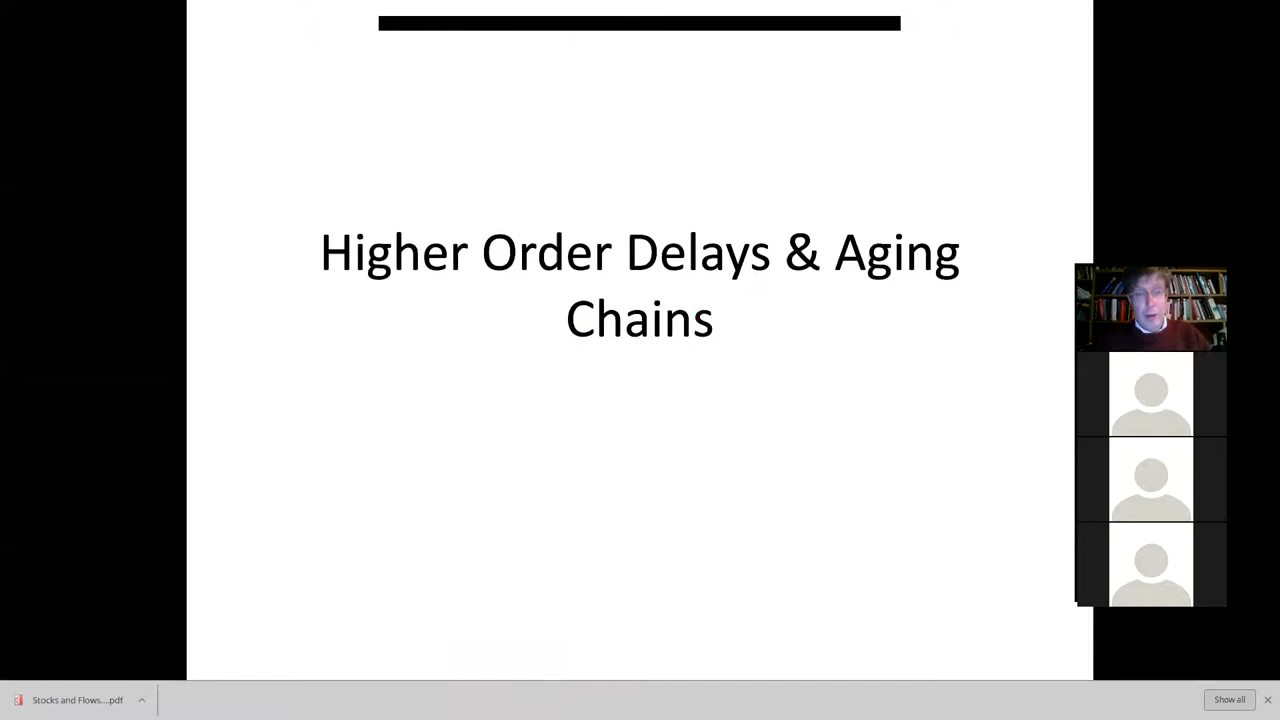 Higher Order Delays & Aging
Chains
Stocks and Flows....pdf
Show all